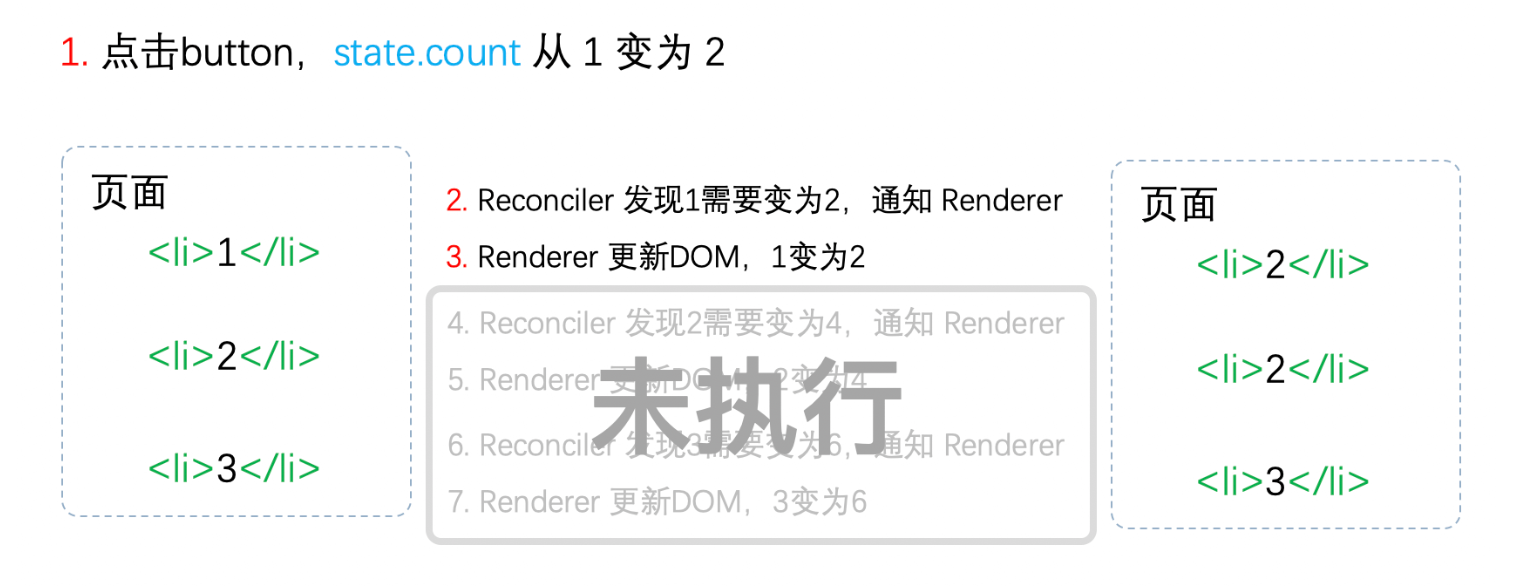 1. 点击button，state.count 从 1 变为 2
页面
<li>1</li>
<li>2</li>
<li>3</li>
2. Reconciler 发现1需要变为2，通知 Renderer
3. Renderer 更新DOM，1变为2
4. Reconciler 发现2需要变为4，通知 Renderer
5. Renderer 更新DOM，2变为4
6. Reconciler 发现3需要变为6，通知 Renderer
7. Renderer 更新DOM，3变为6
未执行
页面
<li>2</li>
<li>2</li>
<li>3</li>